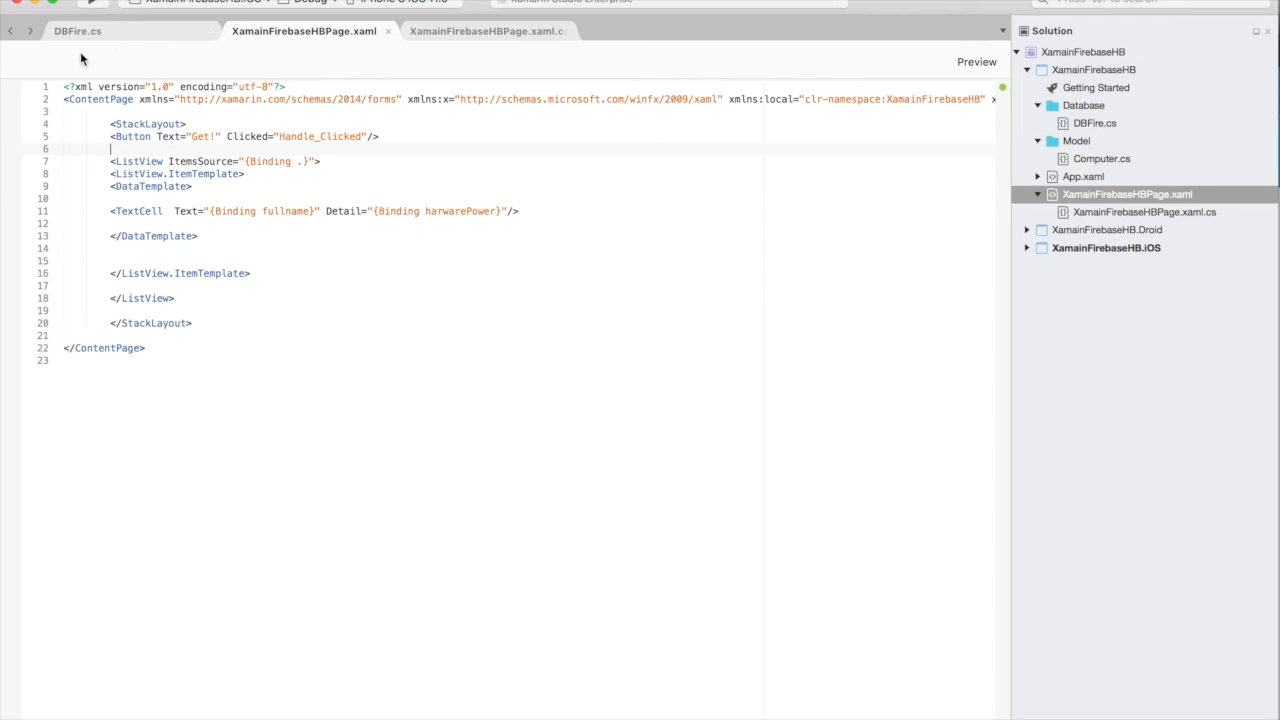 DBFire.cs
XamainFirebaseHBPage.xaml ×
XamainFirebaseHBPage.xaml.c
Preview
1 <?xml version="1.0" encoding="utf-8"?>
2 <ContentPage xmlns="http://xamarin.com/schemas/2014/forms" xmlns:x="http://schemas.microsoft.com/winfx/2009/xaml" xmlns:local="clr-namespace:XamainFirebaseHB" x
3
4 <StackLayout>
5 <Button Text="Get!" Clicked="Handle_Clicked"/>
6
7 <ListView ItemsSource="{Binding .}">
8 <ListView.ItemTemplate>
9 <DataTemplate>
10
11 <TextCell Text="{Binding fullname}" Detail="{Binding harwarePower}"/>
12
13 </DataTemplate>
14
15
16 </ListView.ItemTemplate>
17
18 </ListView>
19
20 </StackLayout>
21
22 </ContentPage>
23
Solution
XamainFirebaseHB
XamainFirebaseHB
Getting Started
Database
DBFire.cs
Model
Computer.cs
App.xaml
XamainFirebaseHBPage.xaml
XamainFirebaseHBPage.xaml.cs
XamainFirebaseHB.Droid
XamainFirebaseHB.iOS